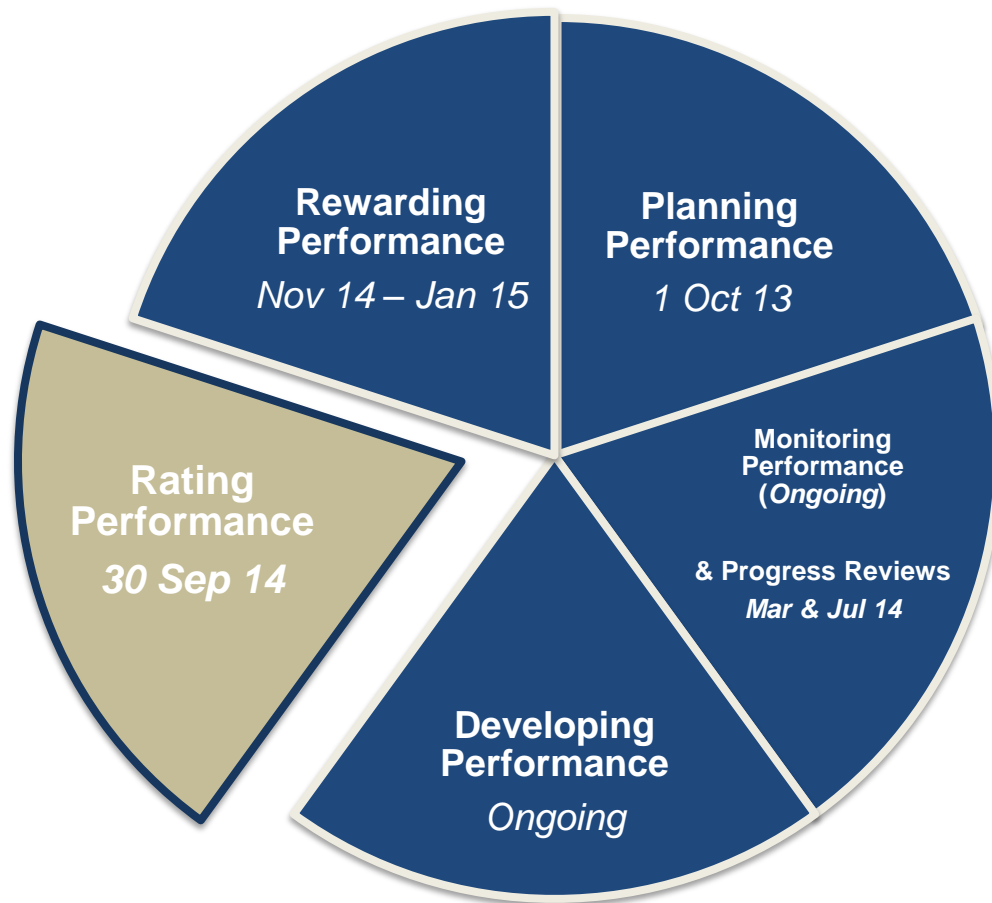 Rewarding
Performance
Nov 14 – Jan 15
Planning
Performance
1 Oct 13
Monitoring
Performance
(Ongoing)
& Progress Reviews
Mar & Jul 14
Developing
Performance
Ongoing
Rating
Performance
30 Sep 14